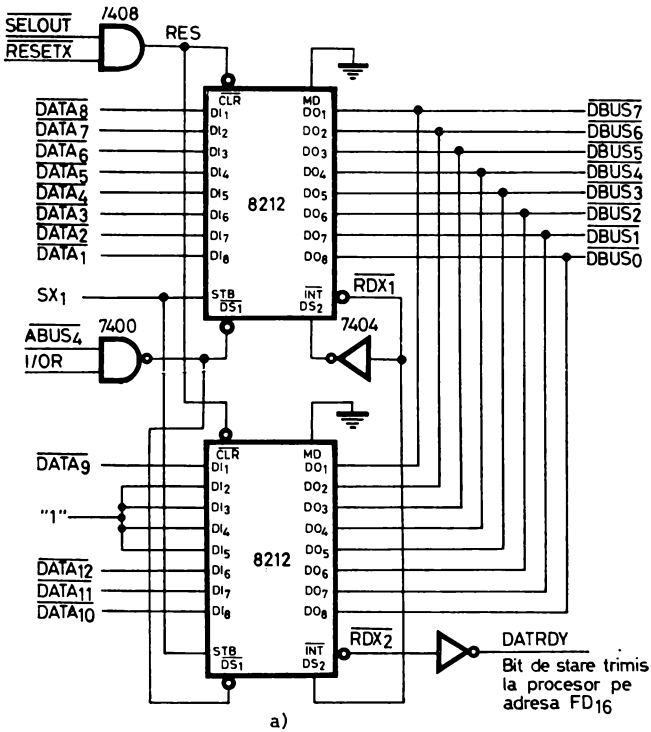 SELOUT
RESETX
7408
RES
CLR
MD
DATA8 DI1 DO1 DBUS7
DATA7 DI2 DO2 DBUS6
DATA6 DI3 DO3 DBUS5
DATA5 DI4 DO4 DBUS4
DATA4 DI5 8212 DO5 DBUS3
DATA3 DI6 DO6 DBUS2
DATA2 DI7 DO7 DBUS1
DATA1 DI8 DO8 DBUS0
SX1 STB INT RDX1
DS1 DS2
ABUS4 7400 7404
I/OR
CLR MD
DATA9 DI1 DO1
DI2 DO2
"1" DI3 DO3
DI4 DO4
DI5 8212 DO5
DATA12 DI6 DO6
DATA11 DI7 DO7
DATA10 DI8 DO8
STB INT RDX2 DATRDY
DS1 DS2
Bit de stare trimis
la procesor pe
adresa FD16
a)